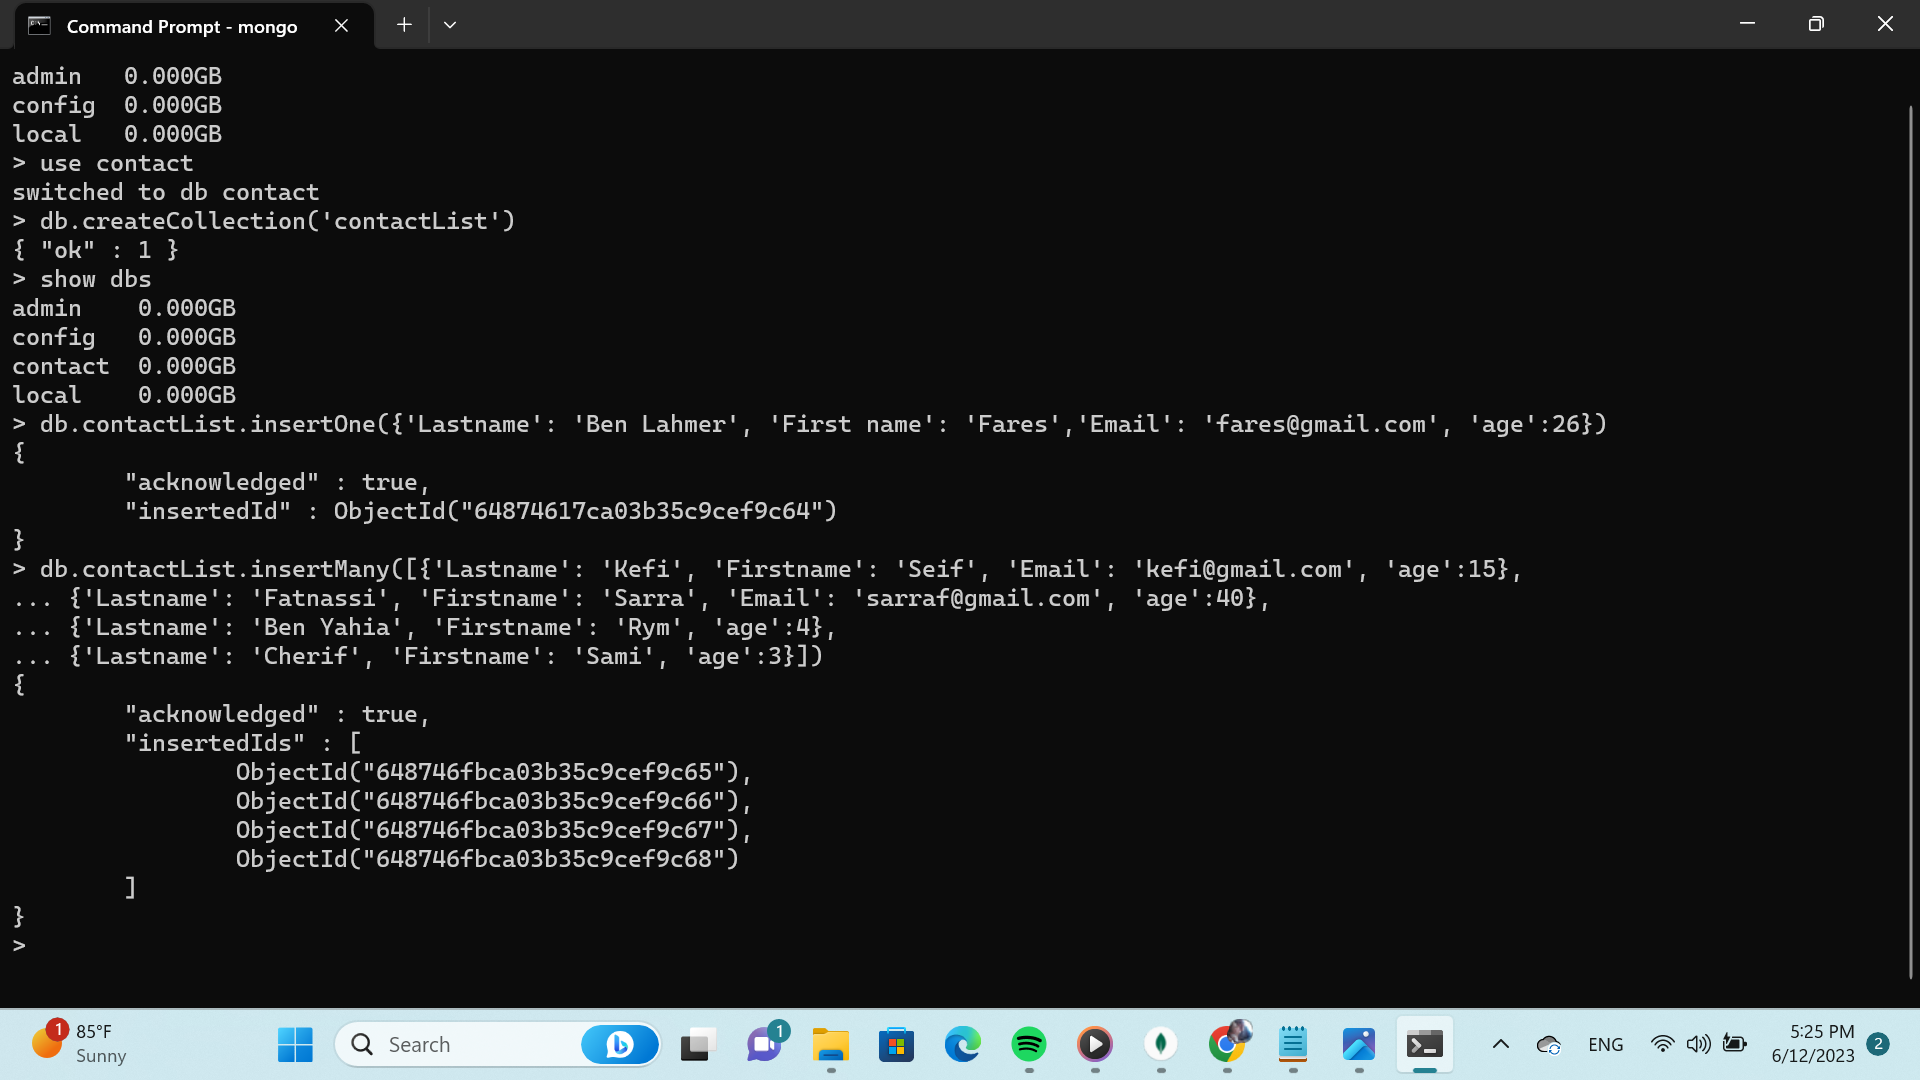 Command Prompt - mongo
admin   0.000GB
config  0.000GB
local   0.000GB
> use contact
switched to db contact
> db.createCollection('contactList')
{ "ok" : 1 }
> show dbs
admin    0.000GB
config   0.000GB
contact  0.000GB
local    0.000GB
> db.contactList.insertOne({'Lastname': 'Ben Lahmer', 'First name': 'Fares','Email': 'fares@gmail.com', 'age':26})
{
        "acknowledged" : true,
        "insertedId" : ObjectId("64874617ca03b35c9cef9c64")
}
> db.contactList.insertMany([{'Lastname': 'Kefi', 'Firstname': 'Seif', 'Email': 'kefi@gmail.com', 'age':15},
... {'Lastname': 'Fatnassi', 'Firstname': 'Sarra', 'Email': 'sarraf@gmail.com', 'age':40},
... {'Lastname': 'Ben Yahia', 'Firstname': 'Rym', 'age':4},
... {'Lastname': 'Cherif', 'Firstname': 'Sami', 'age':3}])
{
        "acknowledged" : true,
        "insertedIds" : [
                ObjectId("648746fbca03b35c9cef9c65"),
                ObjectId("648746fbca03b35c9cef9c66"),
                ObjectId("648746fbca03b35c9cef9c67"),
                ObjectId("648746fbca03b35c9cef9c68")
        ]
}
>
1 85°F
Sunny
Search
1
ENG
5:25 PM
6/12/2023
2